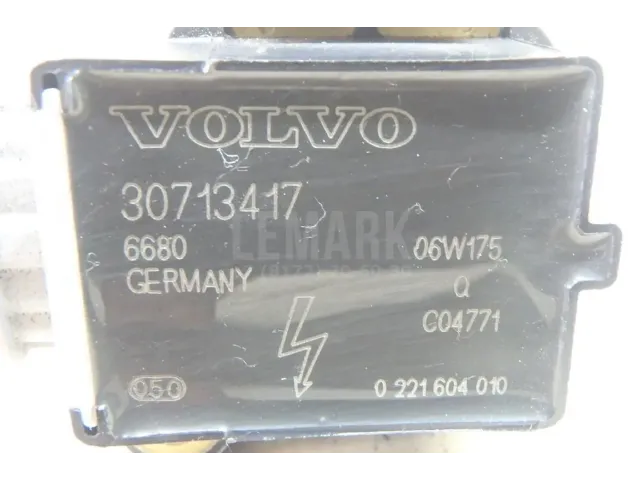 VOLVO
30713417
LEMARK
6680 06W175
GERMANY Q
C04771
050 0 221 604 010